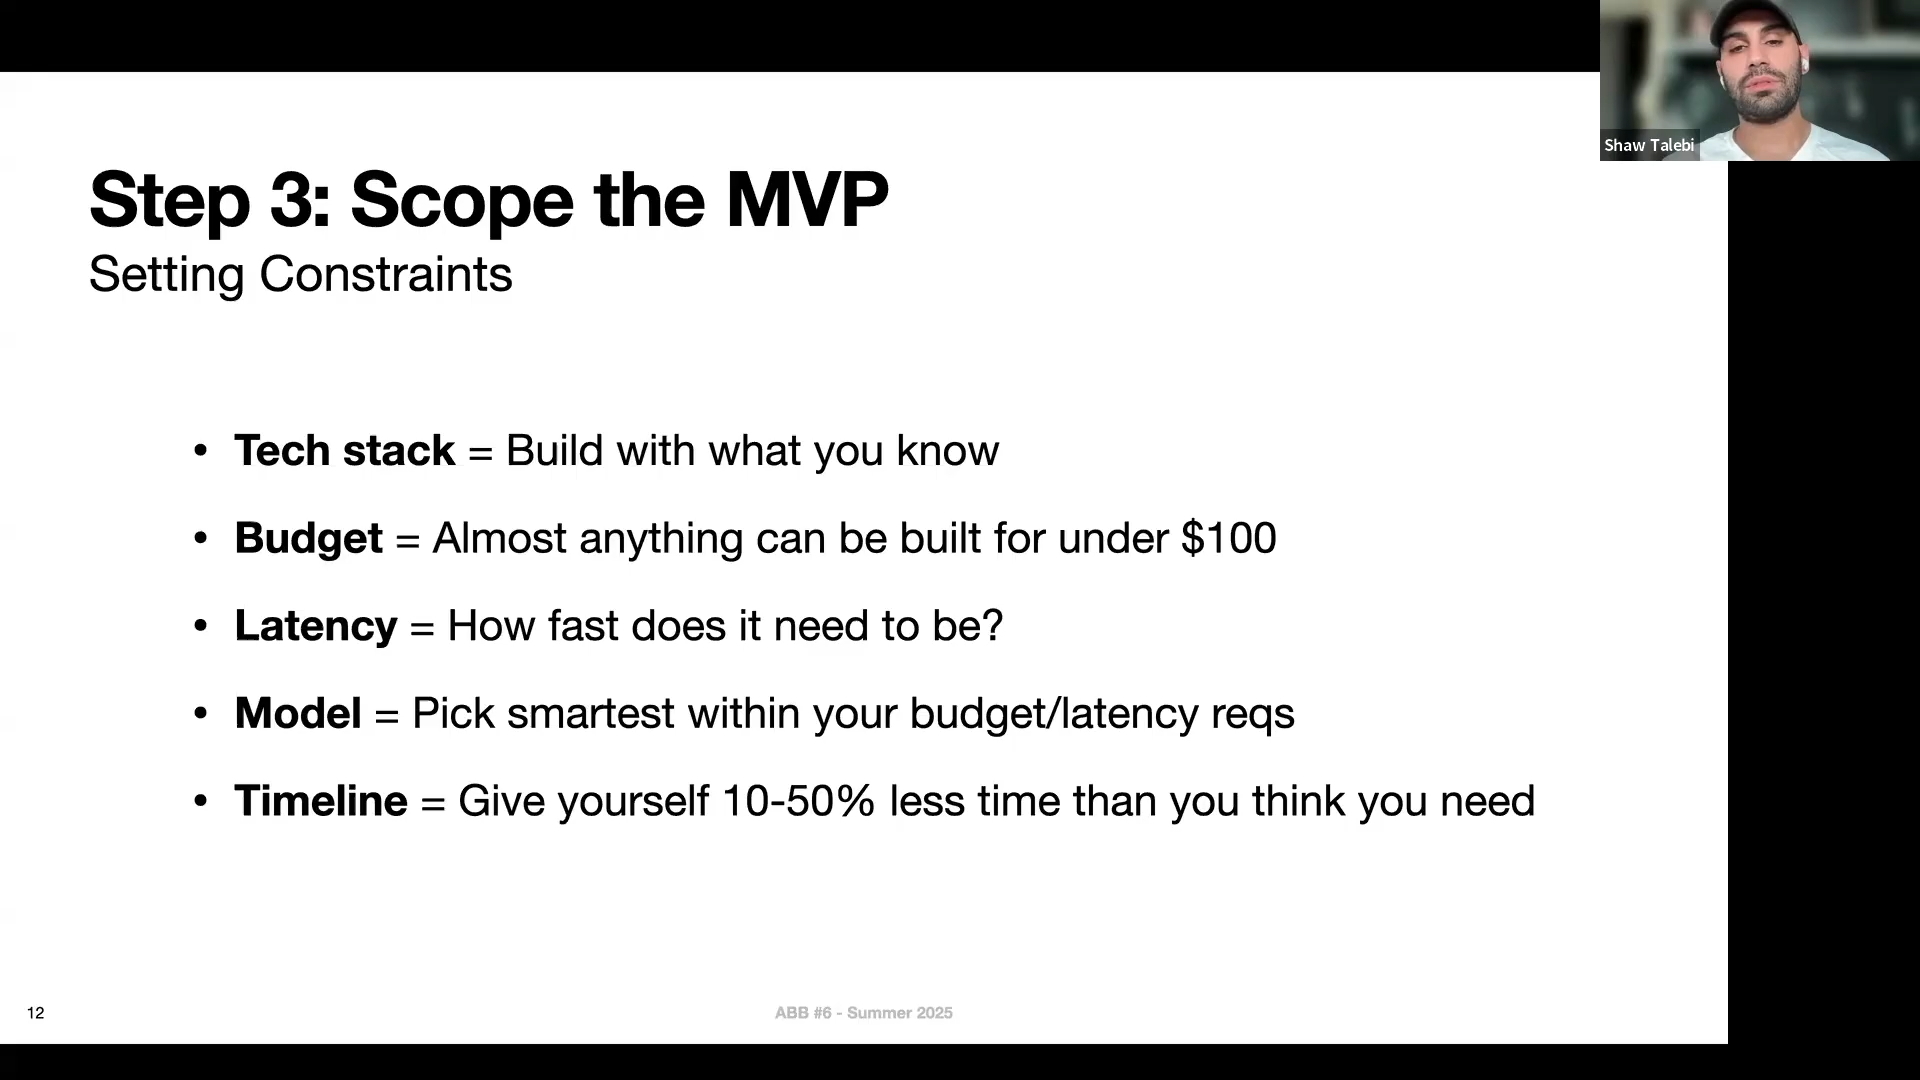 Shaw Talebi
Step 3: Scope the MVP
Setting Constraints
• Tech stack = Build with what you know
• Budget = Almost anything can be built for under $100
• Latency = How fast does it need to be?
• Model = Pick smartest within your budget/latency reqs
• Timeline = Give yourself 10-50% less time than you think you need
12
ABB #6 - Summer 2025